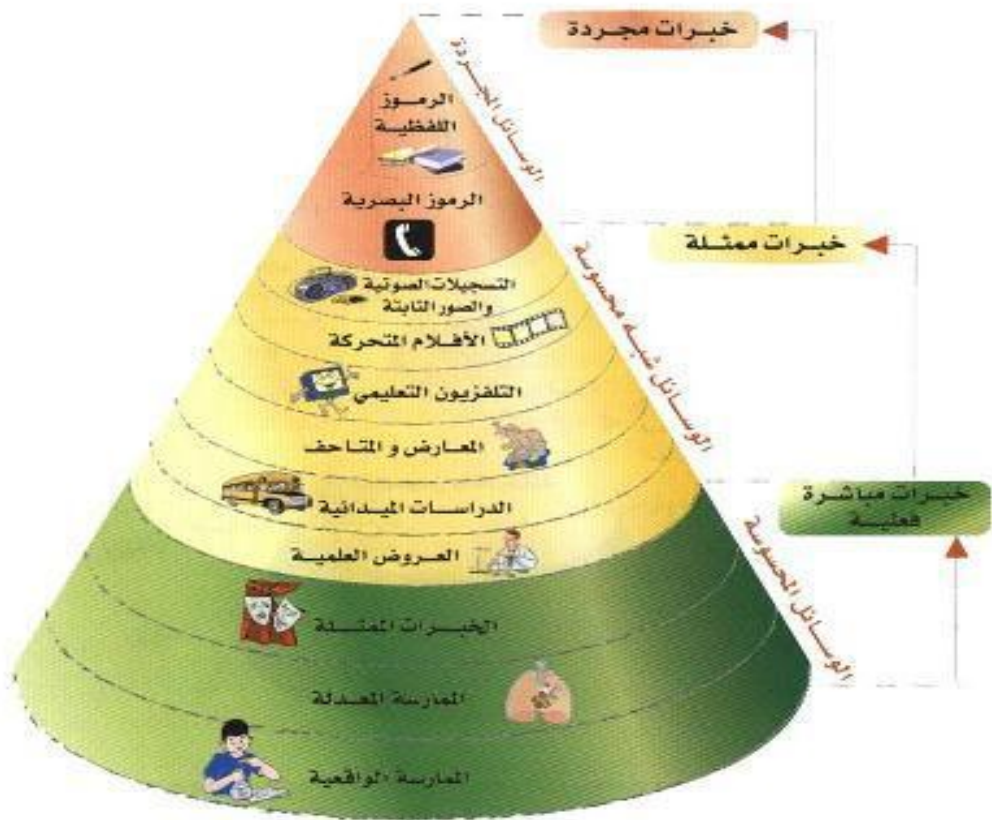 خبرات مجردة
الوسائل المجردة
الرموز
اللفظية
الرموز البصرية
خبرات ممثلة
الوسائل شبه محسوسة
التسجيلات الصوتية
والصور الثابتة
الأفلام المتحركة
التلفزيون التعليمي
المعارض و المتاحف
الدراسات الميدانية
العروض العلمية
خبرات مباشرة
فعلية
الوسائل المحسوسة
الخبرات الممثلة
الممارسة المعدلة
الممارسة الواقعية